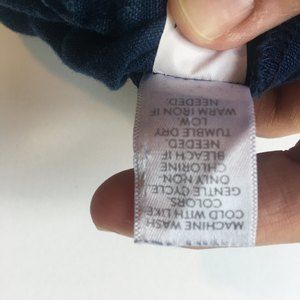 MACHINE WASH
COLD WITH LIKE
COLORS.
GENTLE CYCLE.
ONLY NON-
CHLORINE
BLEACH IF
NEEDED.
TUMBLE DRY
LOW.
WARM IRON IF
NEEDED.